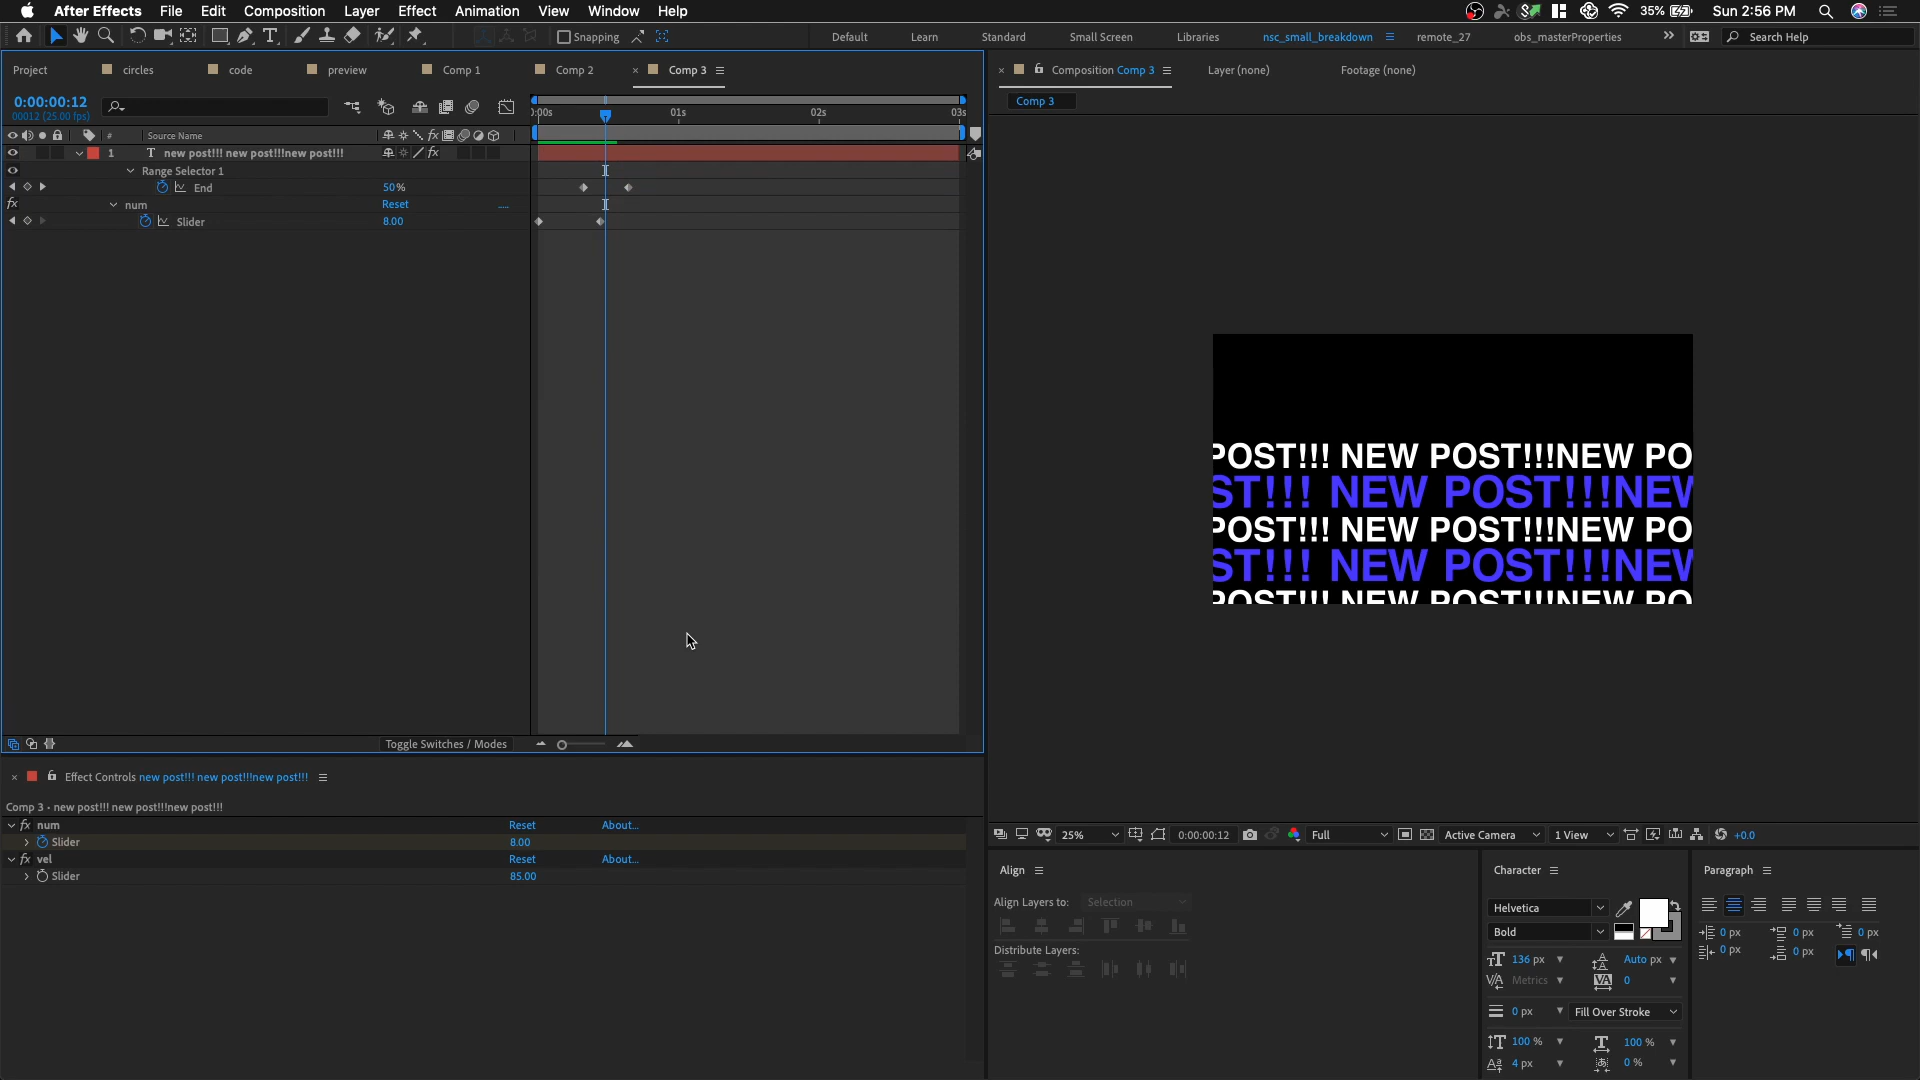 After Effects File Edit Composition Layer Effect Animation View Window Help 35% Sun 2:56 PM
Snapping Default Learn Standard Small Screen Libraries nsc_small_breakdown remote_27 obs_masterProperties Search Help
Project circles code preview Comp 1 Comp 2 Comp 3
0:00:00:12
00012 (25.00 fps)
:00s 01s 02s 03s
# Source Name
1 T new post!!! new post!!!new post!!!
Range Selector 1
End 50%
num Reset .....
Slider 8.00
Toggle Switches / Modes
Effect Controls new post!!! new post!!!new post!!!
Comp 3 • new post!!! new post!!!new post!!!
fx num Reset About...
Slider 8.00
fx vel Reset About...
Slider 85.00
Composition Comp 3 Layer (none) Footage (none)
Comp 3
POST!!! NEW POST!!!NEW PO
ST!!! NEW POST!!!NEW
POST!!! NEW POST!!!NEW PO
ST!!! NEW POST!!!NEW
POST!!! NEW POST!!!NEW PO
25% 0:00:00:12 Full Active Camera 1 View +0.0
Align
Align Layers to: Selection
Distribute Layers:
Character
Helvetica
Bold
136 px Auto px
Metrics 0
0 px Fill Over Stroke
100 % 100 %
4 px 0 %
Paragraph
0 px 0 px 0 px
0 px 0 px